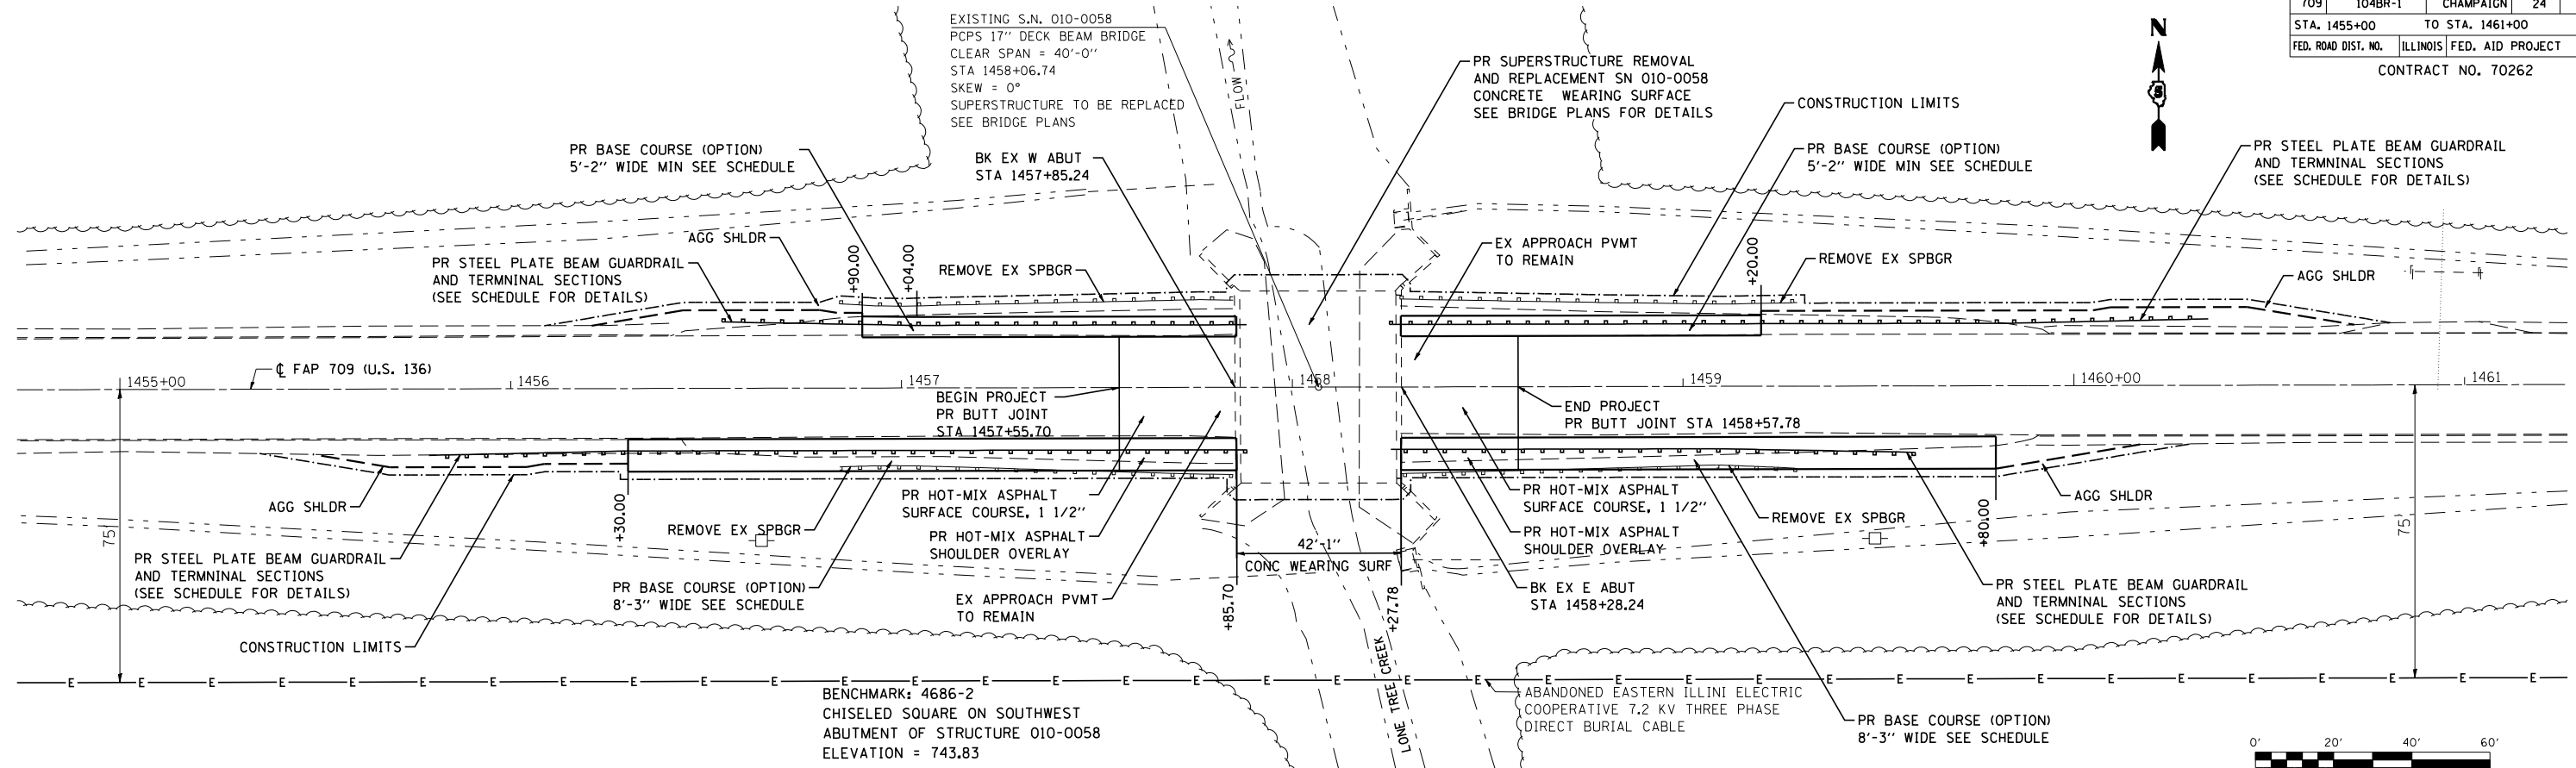 709 104BR-1 CHAMPAIGN 24
STA. 1455+00 TO STA. 1461+00
FED. ROAD DIST. NO. ILLINOIS FED. AID PROJECT
CONTRACT NO. 70262
N
5
EXISTING S.N. 010-0058
PCPS 17" DECK BEAM BRIDGE
CLEAR SPAN = 40'-0"
STA 1458+06.74
SKEW = 0°
SUPERSTRUCTURE TO BE REPLACED
SEE BRIDGE PLANS
FLOW
PR SUPERSTRUCTURE REMOVAL
AND REPLACEMENT SN 010-0058
CONCRETE WEARING SURFACE
SEE BRIDGE PLANS FOR DETAILS
CONSTRUCTION LIMITS
PR BASE COURSE (OPTION)
5'-2" WIDE MIN SEE SCHEDULE
BK EX W ABUT
STA 1457+85.24
PR BASE COURSE (OPTION)
5'-2" WIDE MIN SEE SCHEDULE
PR STEEL PLATE BEAM GUARDRAIL
AND TERMNINAL SECTIONS
(SEE SCHEDULE FOR DETAILS)
AGG SHLDR
PR STEEL PLATE BEAM GUARDRAIL
AND TERMNINAL SECTIONS
(SEE SCHEDULE FOR DETAILS)
+90.00
+04.00
REMOVE EX SPBGR
EX APPROACH PVMT
TO REMAIN
+20.00
REMOVE EX SPBGR
AGG SHLDR
℄ FAP 709 (U.S. 136)
1455+00
1456
1457
1458
1459
1460+00
1461
BEGIN PROJECT
PR BUTT JOINT
STA 1457+55.70
END PROJECT
PR BUTT JOINT STA 1458+57.78
75'
AGG SHLDR
+30.00
REMOVE EX SPBGR
PR HOT-MIX ASPHALT
SURFACE COURSE, 1 1/2"
PR HOT-MIX ASPHALT
SHOULDER OVERLAY
PR HOT-MIX ASPHALT
SURFACE COURSE, 1 1/2"
PR HOT-MIX ASPHALT
SHOULDER OVERLAY
REMOVE EX SPBGR
+80.00
AGG SHLDR
75'
PR STEEL PLATE BEAM GUARDRAIL
AND TERMNINAL SECTIONS
(SEE SCHEDULE FOR DETAILS)
PR BASE COURSE (OPTION)
8'-3" WIDE SEE SCHEDULE
EX APPROACH PVMT
TO REMAIN
42'-1"
CONC WEARING SURF
+85.70
+27.78
BK EX E ABUT
STA 1458+28.24
PR STEEL PLATE BEAM GUARDRAIL
AND TERMNINAL SECTIONS
(SEE SCHEDULE FOR DETAILS)
CONSTRUCTION LIMITS
LONE TREE CREEK
E E E E E E E E E E E E E E E E E E E E E E E E E E E E E E E E E E E E
BENCHMARK: 4686-2
CHISELED SQUARE ON SOUTHWEST
ABUTMENT OF STRUCTURE 010-0058
ELEVATION = 743.83
ABANDONED EASTERN ILLINI ELECTRIC
COOPERATIVE 7.2 KV THREE PHASE
DIRECT BURIAL CABLE
PR BASE COURSE (OPTION)
8'-3" WIDE SEE SCHEDULE
0' 20' 40' 60'